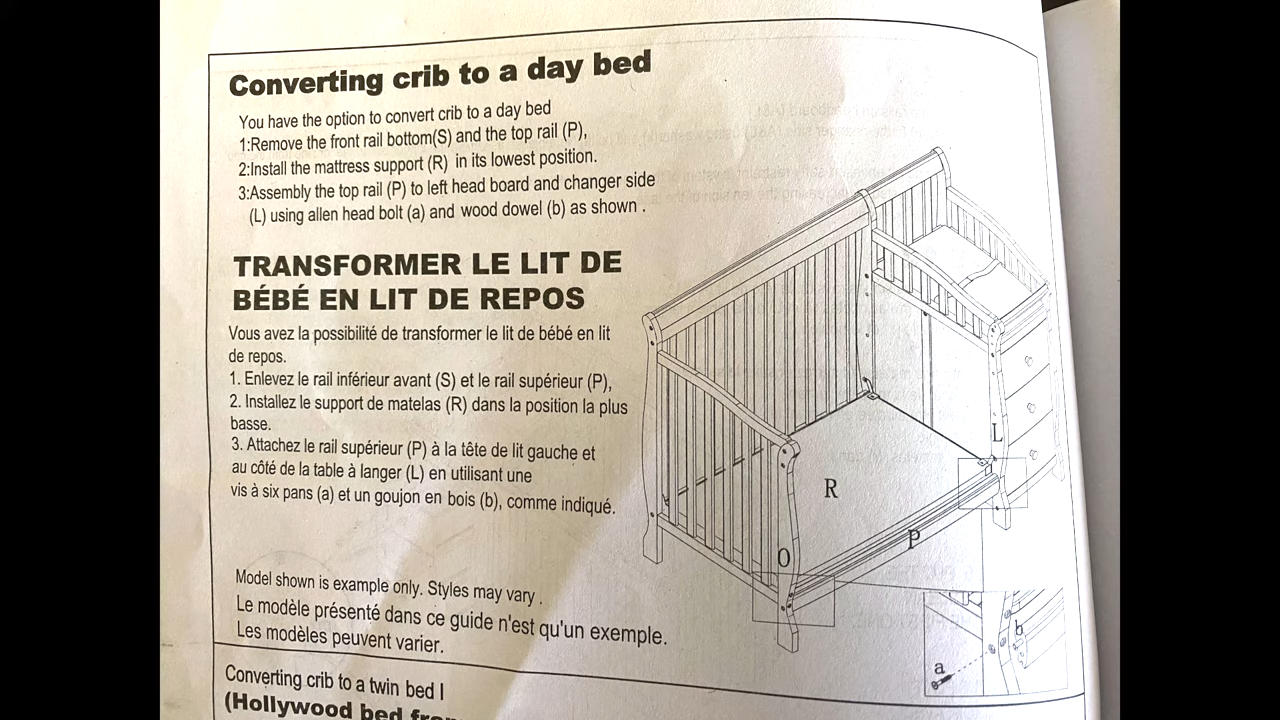 Converting crib to a day bed
You have the option to convert crib to a day bed
1:Remove the front rail bottom(S) and the top rail (P),
2:Install the mattress support (R) in its lowest position.
3:Assembly the top rail (P) to left head board and changer side
(L) using allen head bolt (a) and wood dowel (b) as shown .
TRANSFORMER LE LIT DE
BÉBÉ EN LIT DE REPOS
Vous avez la possibilité de transformer le lit de bébé en lit
de repos.
1. Enlevez le rail inférieur avant (S) et le rail supérieur (P),
2. Installez le support de matelas (R) dans la position la plus
basse.
3. Attachez le rail supérieur (P) à la tête de lit gauche et
au côté de la table à langer (L) en utilisant une
vis à six pans (a) et un goujon en bois (b), comme indiqué.
L
R
P
O
b
a
Model shown is example only. Styles may vary .
Le modèle présenté dans ce guide n'est qu'un exemple.
Les modèles peuvent varier.
Converting crib to a twin bed I
(Hollywood bed